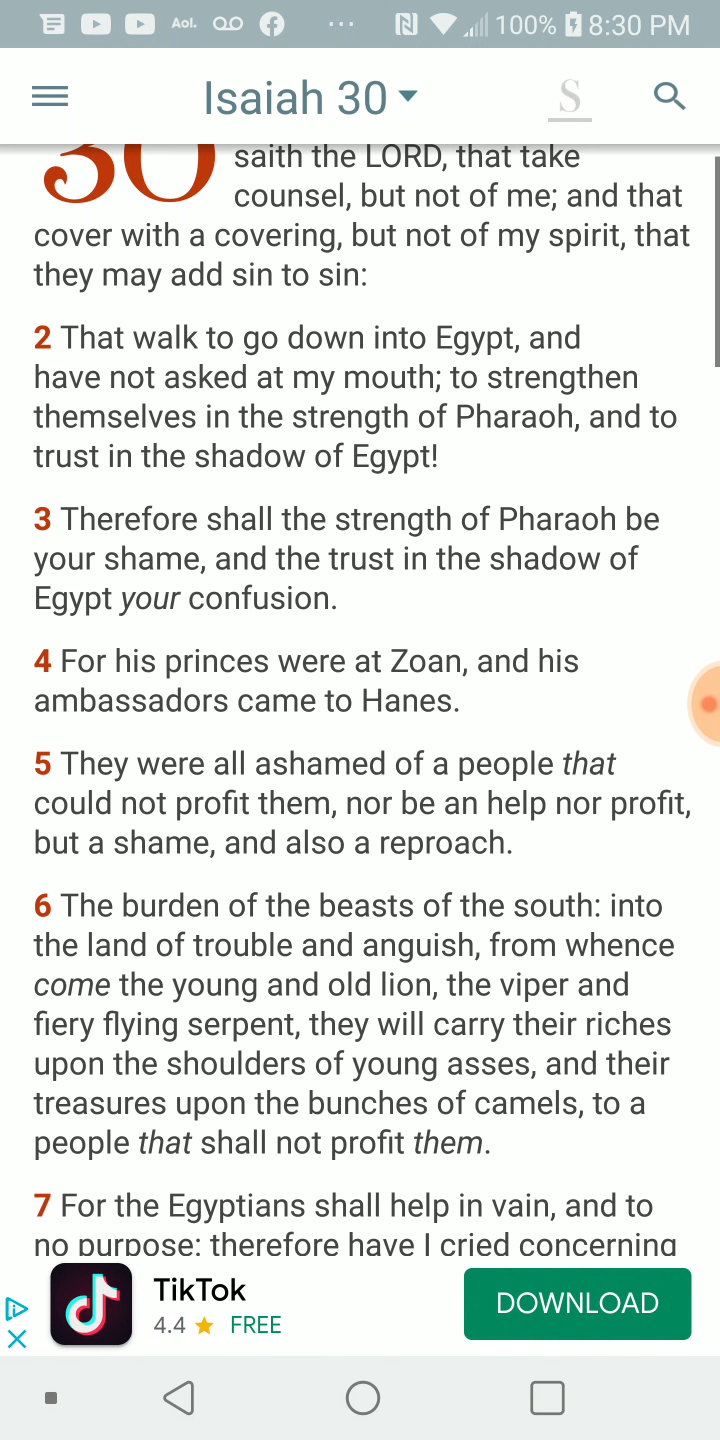 Aol.
100% 8:30 PM
Isaiah 30
S
30 saith the LORD, that take
counsel, but not of me; and that
cover with a covering, but not of my spirit, that
they may add sin to sin:
2 That walk to go down into Egypt, and
have not asked at my mouth; to strengthen
themselves in the strength of Pharaoh, and to
trust in the shadow of Egypt!
3 Therefore shall the strength of Pharaoh be
your shame, and the trust in the shadow of
Egypt your confusion.
4 For his princes were at Zoan, and his
ambassadors came to Hanes.
5 They were all ashamed of a people that
could not profit them, nor be an help nor profit,
but a shame, and also a reproach.
6 The burden of the beasts of the south: into
the land of trouble and anguish, from whence
come the young and old lion, the viper and
fiery flying serpent, they will carry their riches
upon the shoulders of young asses, and their
treasures upon the bunches of camels, to a
people that shall not profit them.
7 For the Egyptians shall help in vain, and to
no purpose: therefore have I cried concerning
TikTok
4.4 ★ FREE
DOWNLOAD